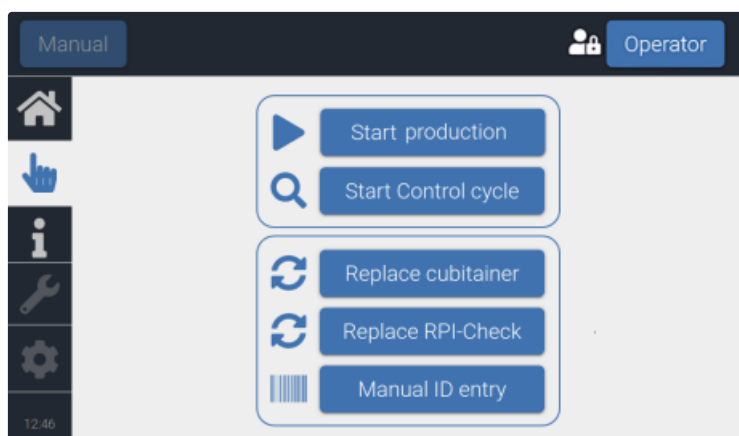 Manual
Operator
Start production
Start Control cycle
Replace cubitainer
Replace RPI-Check
Manual ID entry
12:46